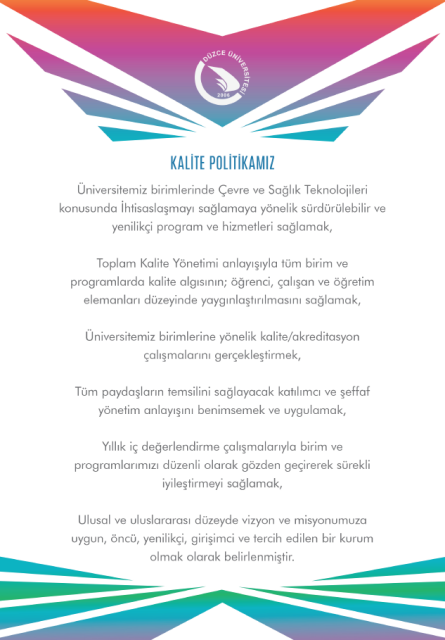 DÜZCE ÜNİVERSİTESİ
2006
KALİTE POLİTİKAMIZ
Üniversitemiz birimlerinde Çevre ve Sağlık Teknolojileri
konusunda İhtisaslaşmayı sağlamaya yönelik sürdürülebilir ve
yenilikçi program ve hizmetleri sağlamak,
Toplam Kalite Yönetimi anlayışıyla tüm birim ve
programlarda kalite algısının; öğrenci, çalışan ve öğretim
elemanları düzeyinde yaygınlaştırılmasını sağlamak,
Üniversitemiz birimlerine yönelik kalite/akreditasyon
çalışmalarını gerçekleştirmek,
Tüm paydaşların temsilini sağlayacak katılımcı ve şeffaf
yönetim anlayışını benimsemek ve uygulamak,
Yıllık iç değerlendirme çalışmalarıyla birim ve
programlarımızı düzenli olarak gözden geçirerek sürekli
iyileştirmeyi sağlamak,
Ulusal ve uluslararası düzeyde vizyon ve misyonumuza
uygun, öncü, yenilikçi, girişimci ve tercih edilen bir kurum
olmak olarak belirlenmiştir.